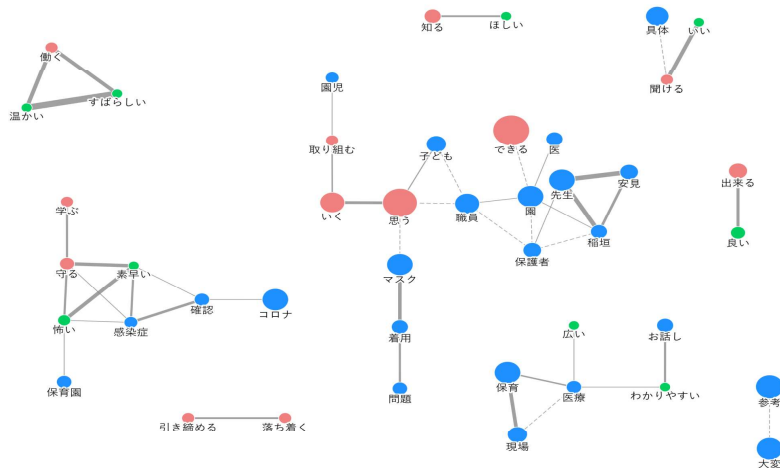 知る
ほしい
具体
いい
働く
聞ける
温かい
すばらしい
園児
取り組む
子ども
できる
医
先生
安見
出来る
学ぶ
いく
思う
職員
園
稲垣
良い
保護者
守る
素早い
マスク
確認
コロナ
怖い
感染症
着用
広い
お話し
保育園
問題
保育
医療
わかりやすい
参考
引き締める
落ち着く
現場
大変